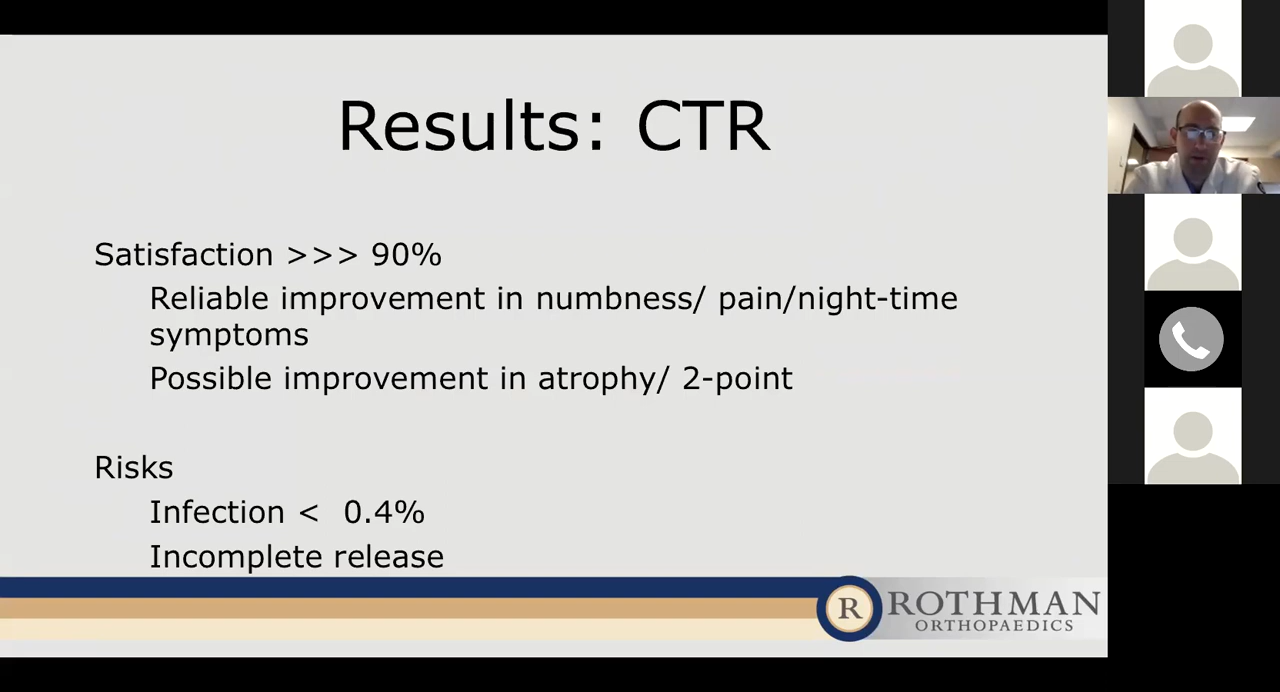 Results: CTR
Satisfaction >>> 90%
Reliable improvement in numbness/ pain/night-time
symptoms
Possible improvement in atrophy/ 2-point
Risks
Infection <  0.4%
Incomplete release
R
ROTHMAN
ORTHOPAEDICS